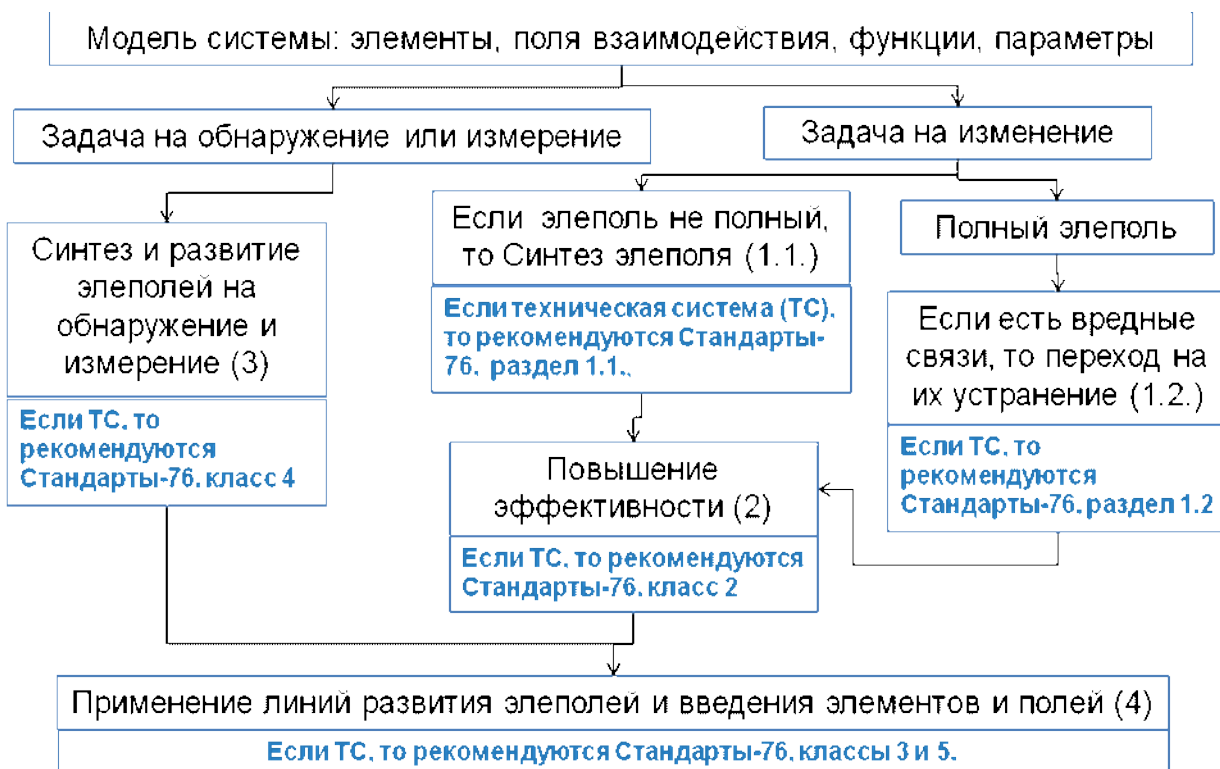 Модель системы: элементы, поля взаимодействия, функции, параметры
Задача на обнаружение или измерение
Задача на изменение
Синтез и развитие
элеполей на
обнаружение и
измерение (3)
Если ТС, то
рекомендуются
Стандарты-76, класс 4
Если элеполь не полный,
то Синтез элеполя (1.1.)
Если техническая система (ТС),
то рекомендуются Стандарты-
76, раздел 1.1..
Полный элеполь
Если есть вредные
связи, то переход на
их устранение (1.2.)
Если ТС, то
рекомендуются
Стандарты-76, раздел 1.2
Повышение
эффективности (2)
Если ТС, то рекомендуются
Стандарты-76, класс 2
Применение линий развития элеполей и введения элементов и полей (4)
Если ТС, то рекомендуются Стандарты-76, классы 3 и 5.